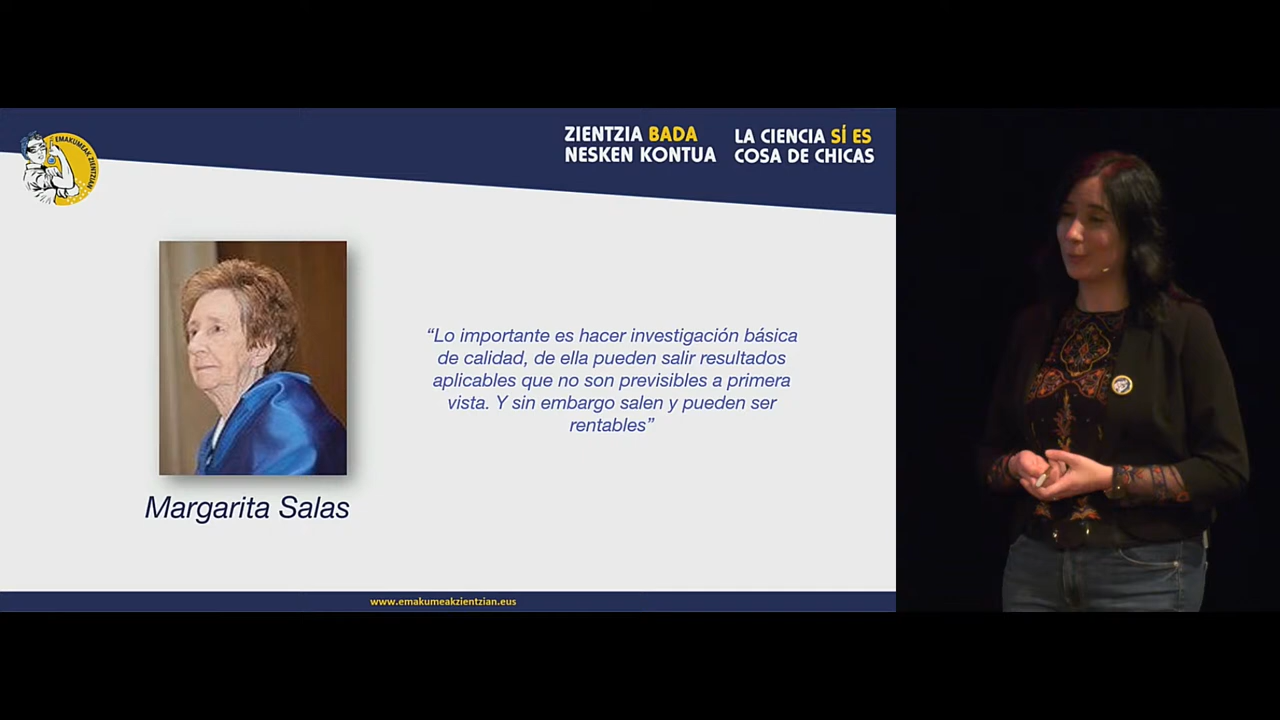 EMAKUMEAK ZIENTZIAN
ZIENTZIA BADA
NESKEN KONTUA
LA CIENCIA SÍ ES
COSA DE CHICAS
“Lo importante es hacer investigación básica
de calidad, de ella pueden salir resultados
aplicables que no son previsibles a primera
vista. Y sin embargo salen y pueden ser
rentables”
Margarita Salas
www.emakumeakzientzian.eus